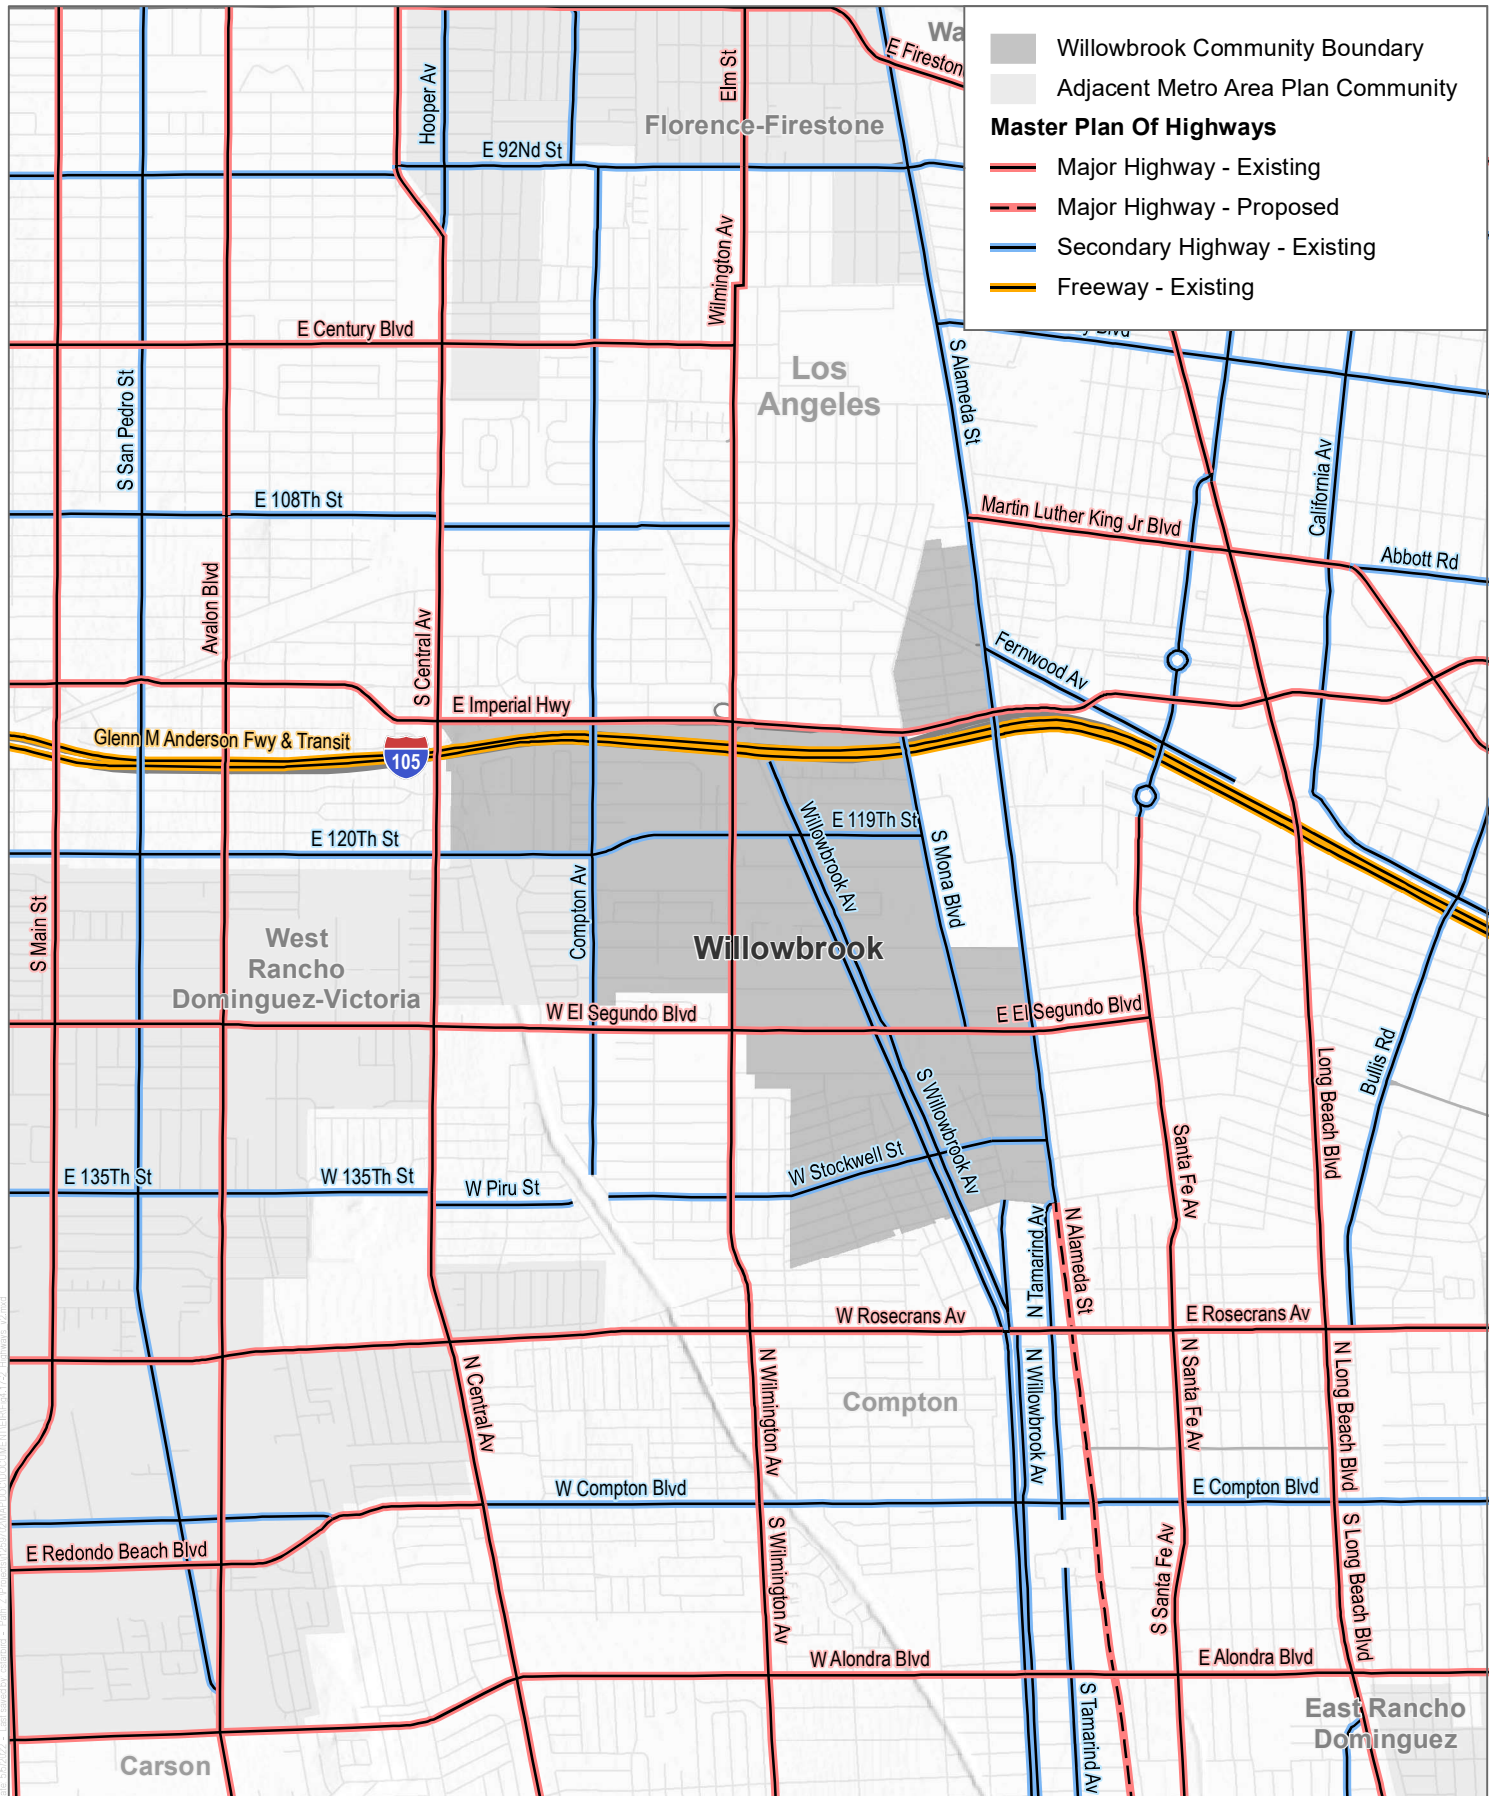 Willowbrook Community Boundary
Adjacent Metro Area Plan Community
Master Plan Of Highways
Major Highway - Existing
Major Highway - Proposed
Secondary Highway - Existing
Freeway - Existing
Wa
E Fireston
Elm St
Hooper Av
Florence-Firestone
E 92Nd St
Wilmington Av
E Century Blvd
y Blvd
Los
Angeles
S Alameda St
S San Pedro St
California Av
E 108Th St
Martin Luther King Jr Blvd
Abbott Rd
Avalon Blvd
S Central Av
Fernwood Av
E Imperial Hwy
Glenn M Anderson Fwy & Transit
105
E 120Th St
E 119Th St
Willowbrook Av
S Mona Blvd
Compton Av
S Main St
West
Rancho
Dominguez-Victoria
Willowbrook
W El Segundo Blvd
E El Segundo Blvd
Long Beach Blvd
Bullis Rd
S Willowbrook Av
Santa Fe Av
E 135Th St
W 135Th St
W Piru St
W Stockwell St
N Tamarind Av
N Alameda St
W Rosecrans Av
E Rosecrans Av
N Central Av
N Wilmington Av
Compton
N Willowbrook Av
N Santa Fe Av
N Long Beach Blvd
W Compton Blvd
E Compton Blvd
E Redondo Beach Blvd
S Wilmington Av
S Santa Fe Av
S Long Beach Blvd
W Alondra Blvd
E Alondra Blvd
S Tamarind Av
East Rancho
Dominguez
Carson